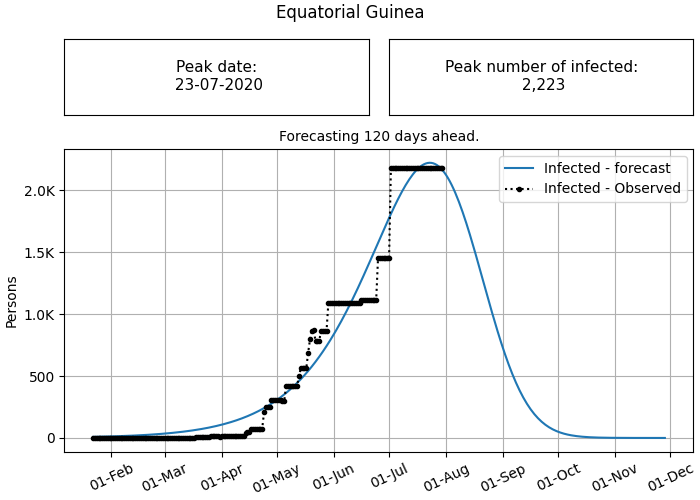 Equatorial Guinea
Peak date:
23-07-2020
Peak number of infected:
2,223
Forecasting 120 days ahead.
Infected - forecast
Infected - Observed
Persons
2.0K
1.5K
1.0K
500
0
01-Feb
01-Mar
01-Apr
01-May
01-Jun
01-Jul
01-Aug
01-Sep
01-Oct
01-Nov
01-Dec